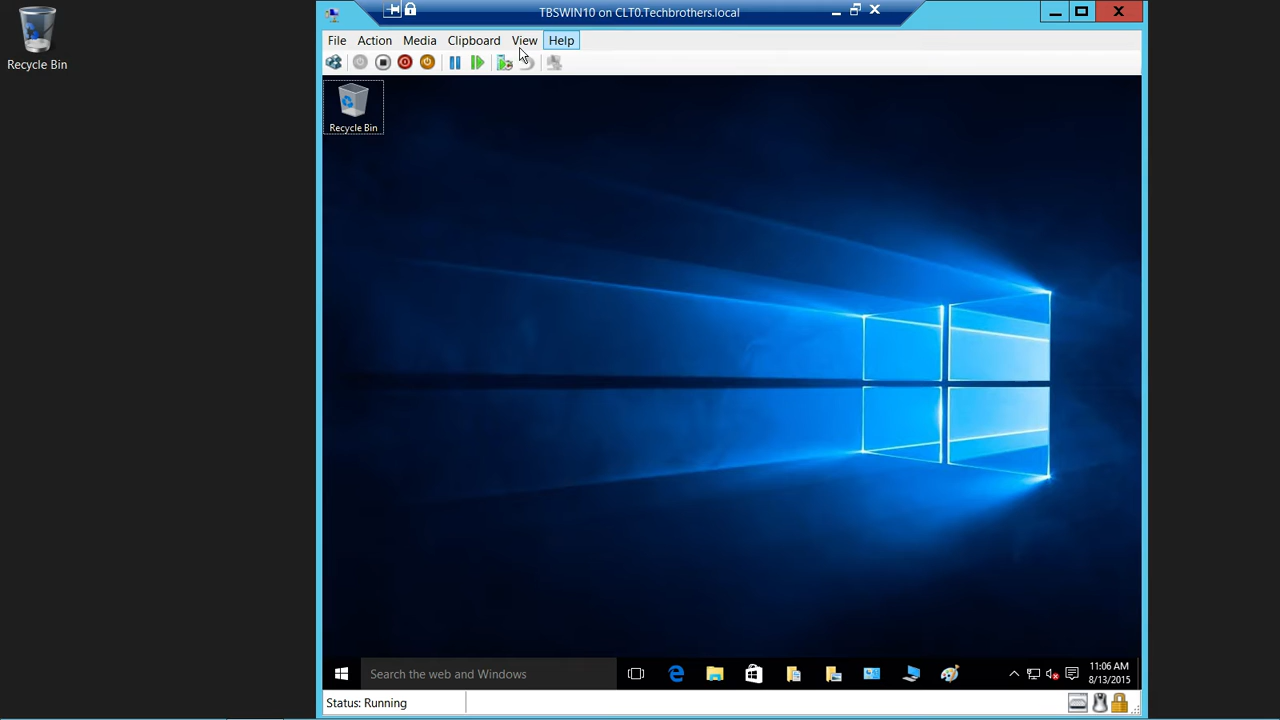 Recycle Bin
TBSWIN10 on CLT0.Techbrothers.local
File Action Media Clipboard View Help
Recycle Bin
Search the web and Windows
11:06 AM
8/13/2015
Status: Running